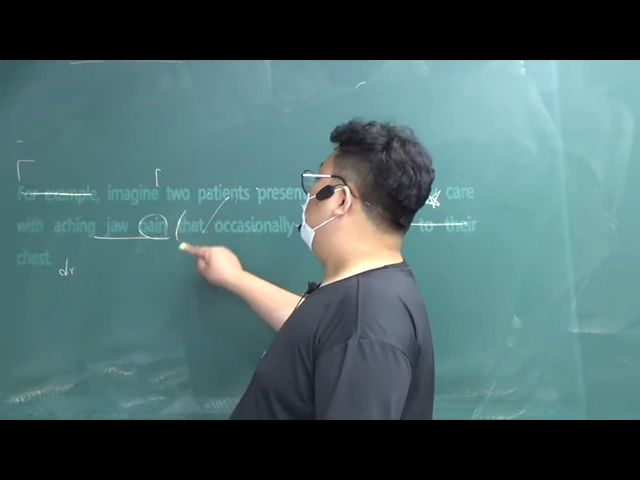 For example, imagine two patients present care
with aching jaw pain that occasionally to their
chest.